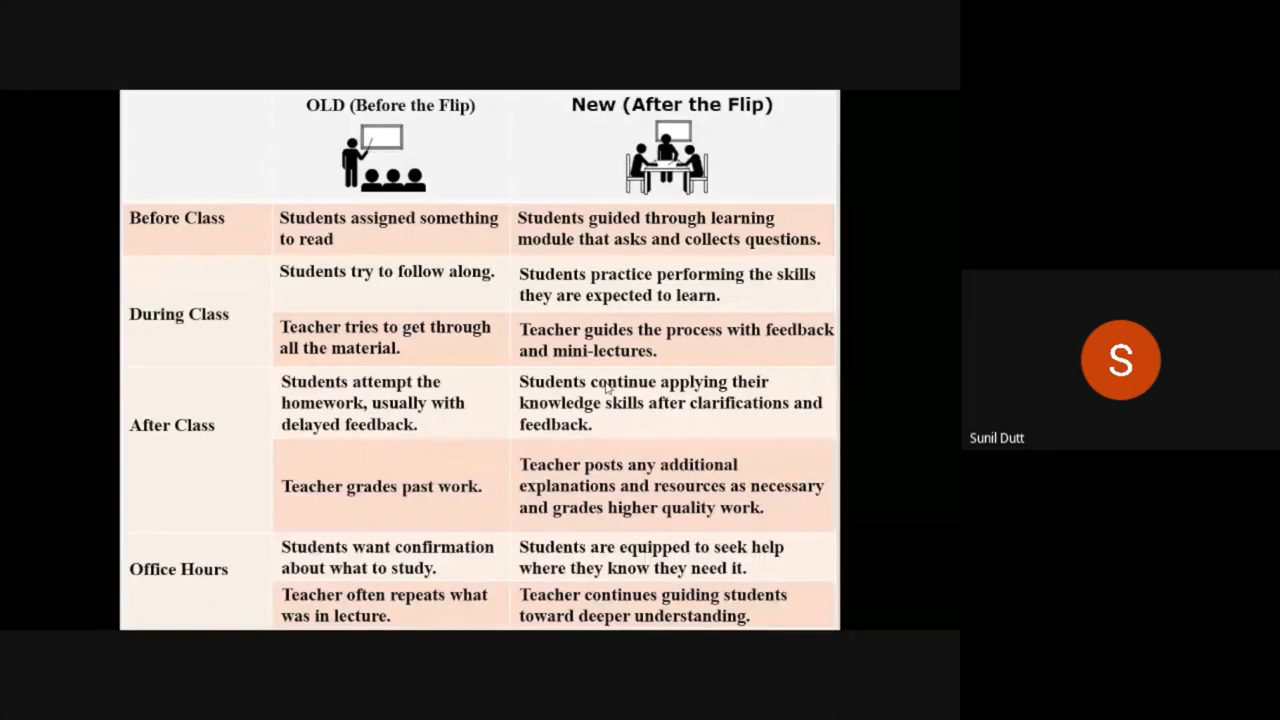 OLD (Before the Flip)
New (After the Flip)
Before Class
Students assigned something
to read
Students guided through learning
module that asks and collects questions.
During Class
Students try to follow along.
Students practice performing the skills
they are expected to learn.
Teacher tries to get through
all the material.
Teacher guides the process with feedback
and mini-lectures.
After Class
Students attempt the
homework, usually with
delayed feedback.
Students continue applying their
knowledge skills after clarifications and
feedback.
Teacher grades past work.
Teacher posts any additional
explanations and resources as necessary
and grades higher quality work.
Office Hours
Students want confirmation
about what to study.
Students are equipped to seek help
where they know they need it.
Teacher often repeats what
was in lecture.
Teacher continues guiding students
toward deeper understanding.
S
Sunil Dutt